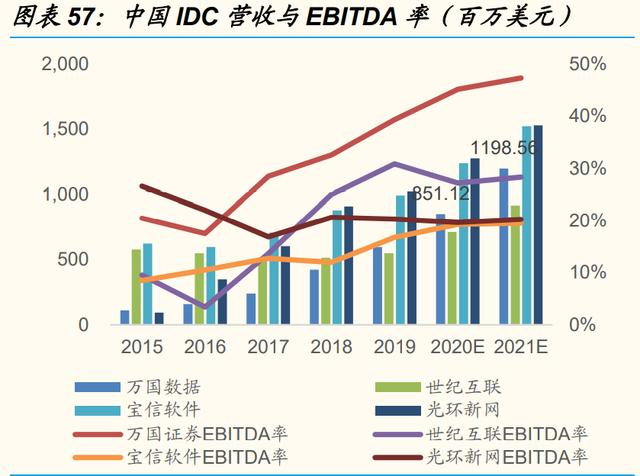 图表 57： 中国 IDC 营收与 EBITDA 率（百万美元）
2,000 50%
40%
1,500
1198.56
30%
1,000 851.12
20%
500
10%
0 0%
2015 2016 2017 2018 2019 2020E 2021E
万国数据 世纪互联
宝信软件 光环新网
万国证券EBITDA率 世纪互联EBITDA率
宝信软件EBITDA率 光环新网EBITDA率